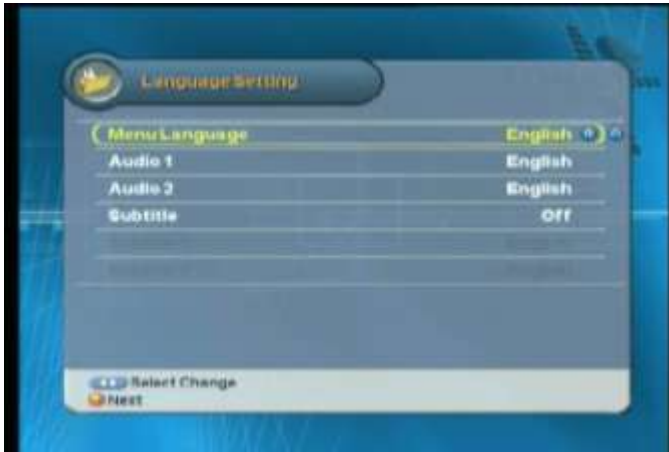 Language Setting
Menu Language English
Audio 1 English
Audio 2 English
Subtitle Off
Select Change
Next